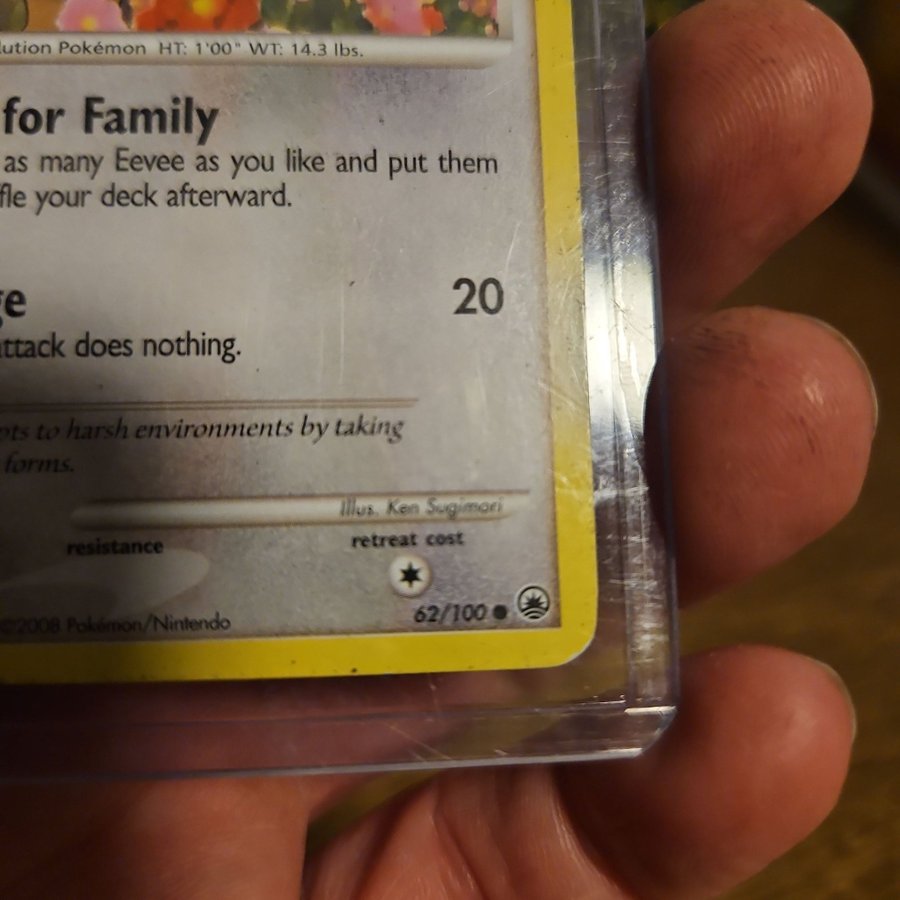 lution Pokémon HT: 1'00" WT: 14.3 lbs.
for Family
as many Eevee as you like and put them
ffle your deck afterward.
ge
20
attack does nothing.
pts to harsh environments by taking
forms.
Illus. Ken Sugimori
resistance
retreat cost
62/100
©2008 Pokémon/Nintendo